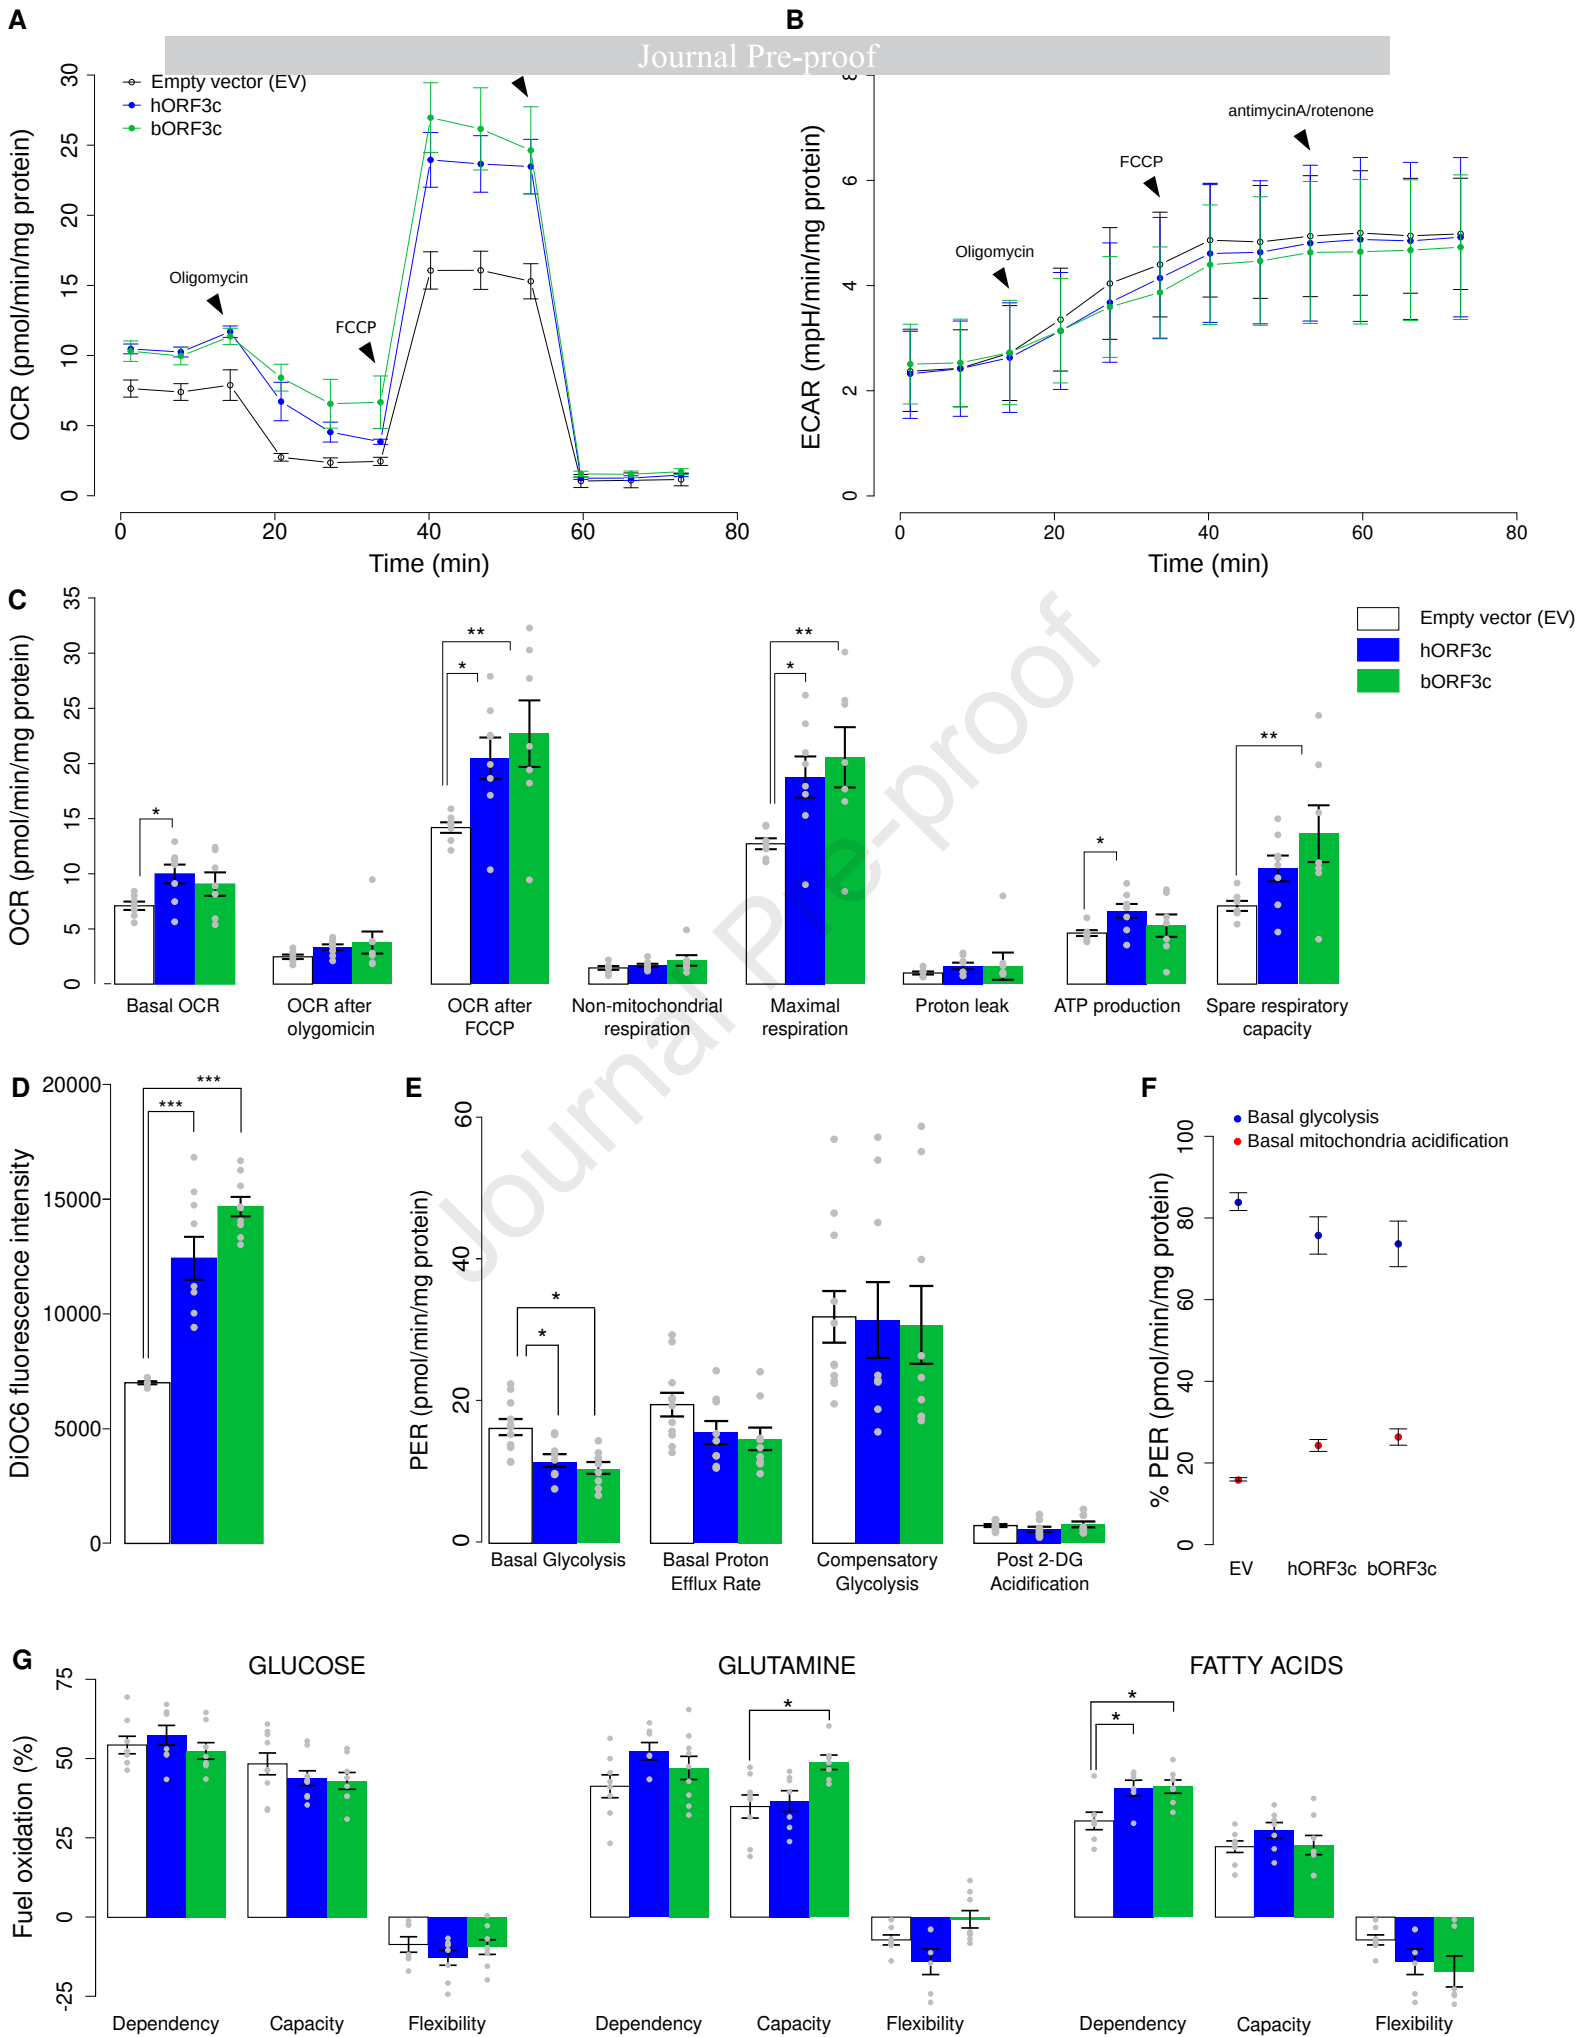 A
B
Journal Pre-proof
30
25
20
15
10
5
0
OCR (pmol/min/mg protein)
Empty vector (EV)
hORF3c
bORF3c
Oligomycin
FCCP
0 20 40 60 80
Time (min)
8
6
4
2
0
ECAR (mpH/min/mg protein)
Oligomycin
FCCP
antimycinA/rotenone
0 20 40 60 80
Time (min)
C
35
30
25
20
15
10
5
0
OCR (pmol/min/mg protein)
Empty vector (EV)
hORF3c
bORF3c
*
**
*
**
*
*
**
Basal OCR
OCR after
olygomicin
OCR after
FCCP
Non-mitochondrial
respiration
Maximal
respiration
Proton leak
ATP production
Spare respiratory
capacity
Journal Pre-proof
D
20000
15000
10000
5000
0
DiOC6 fluorescence intensity
***
***
E
60
40
20
0
PER (pmol/min/mg protein)
*
*
Basal Glycolysis
Basal Proton
Efflux Rate
Compensatory
Glycolysis
Post 2-DG
Acidification
F
Basal glycolysis
Basal mitochondria acidification
100
80
60
40
20
0
% PER (pmol/min/mg protein)
EV hORF3c bORF3c
G
GLUCOSE
GLUTAMINE
FATTY ACIDS
75
50
25
0
-25
Fuel oxidation (%)
*
*
*
Dependency Capacity Flexibility
Dependency Capacity Flexibility
Dependency Capacity Flexibility